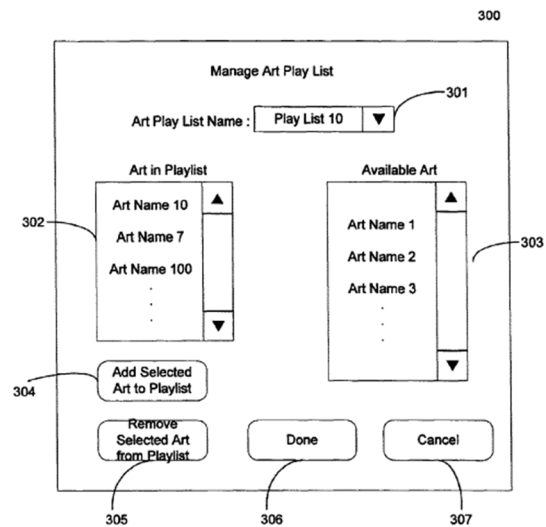 300
Manage Art Play List
301
Art Play List Name : Play List 10 ▼
Art in Playlist
Available Art
302
Art Name 10
Art Name 7
Art Name 100
303
Art Name 1
Art Name 2
Art Name 3
304
Add Selected
Art to Playlist
Remove
Selected Art
from Playlist
Done
Cancel
305
306
307